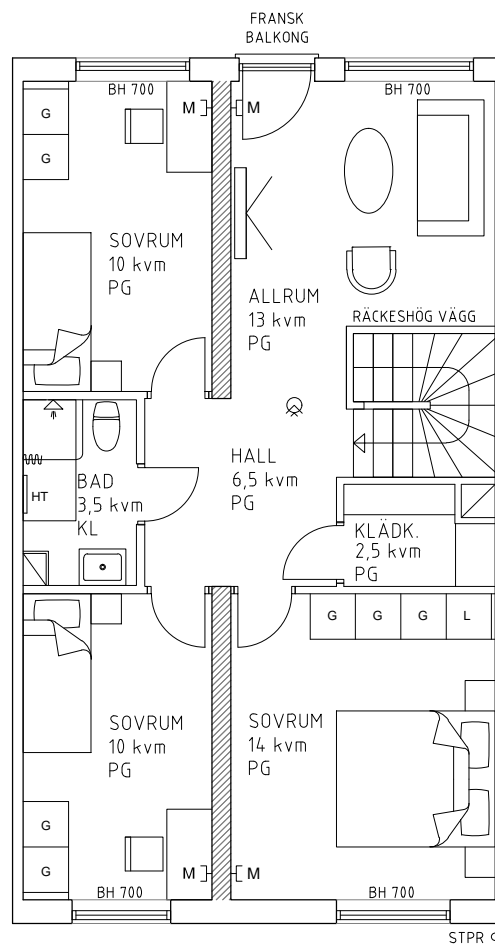 FRANSK
BALKONG
BH 700
BH 700
G
M
M
G
SOVRUM
10 kvm
PG
ALLRUM
13 kvm
PG
RÄCKESHÖG VÄGG
HALL
6,5 kvm
PG
BAD
3,5 kvm
KL
HT
KLÄDK.
2,5 kvm
PG
G
G
G
L
SOVRUM
10 kvm
PG
SOVRUM
14 kvm
PG
G
G
M
M
BH 700
BH 700
STPR